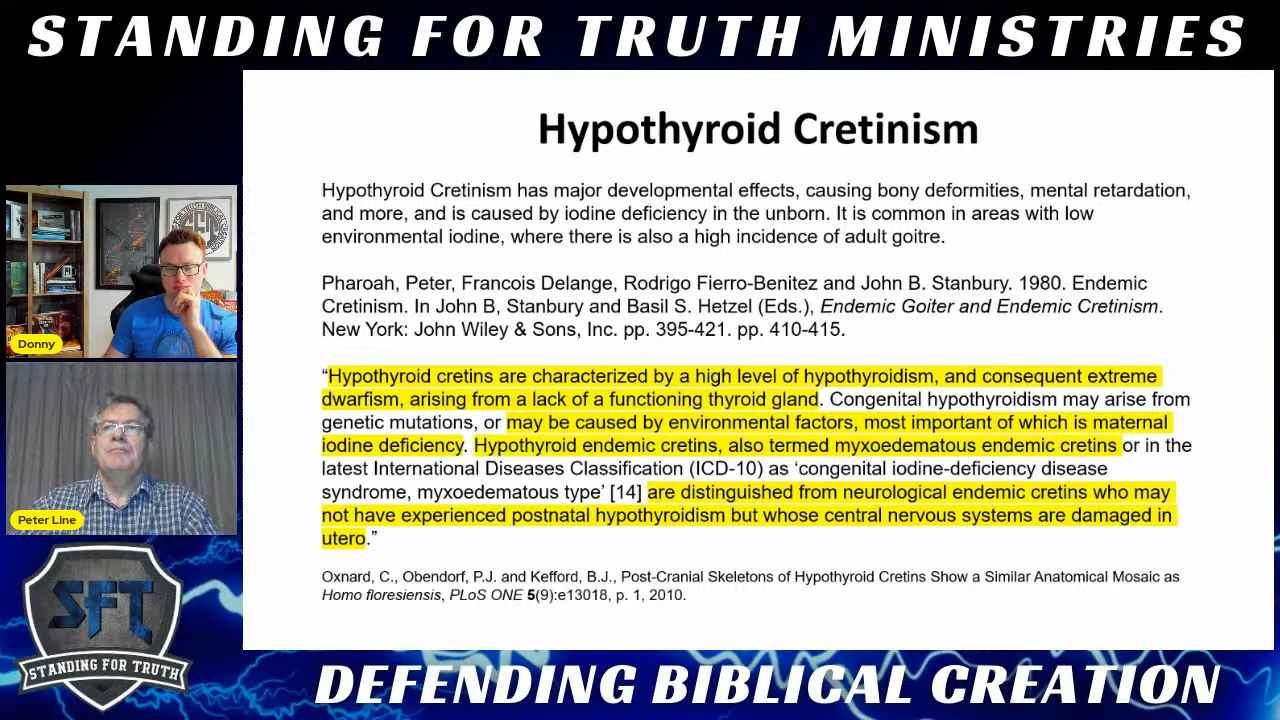 STANDING FOR TRUTH MINISTRIES
Hypothyroid Cretinism
Hypothyroid Cretinism has major developmental effects, causing bony deformities, mental retardation,
and more, and is caused by iodine deficiency in the unborn. It is common in areas with low
environmental iodine, where there is also a high incidence of adult goitre.
Pharoah, Peter, Francois Delange, Rodrigo Fierro-Benitez and John B. Stanbury. 1980. Endemic
Cretinism. In John B, Stanbury and Basil S. Hetzel (Eds.), Endemic Goiter and Endemic Cretinism.
New York: John Wiley & Sons, Inc. pp. 395-421. pp. 410-415.
“Hypothyroid cretins are characterized by a high level of hypothyroidism, and consequent extreme
dwarfism, arising from a lack of a functioning thyroid gland. Congenital hypothyroidism may arise from
genetic mutations, or may be caused by environmental factors, most important of which is maternal
iodine deficiency. Hypothyroid endemic cretins, also termed myxoedematous endemic cretins or in the
latest International Diseases Classification (ICD-10) as ‘congenital iodine-deficiency disease
syndrome, myxoedematous type’ [14] are distinguished from neurological endemic cretins who may
not have experienced postnatal hypothyroidism but whose central nervous systems are damaged in
utero.”
Oxnard, C., Obendorf, P.J. and Kefford, B.J., Post-Cranial Skeletons of Hypothyroid Cretins Show a Similar Anatomical Mosaic as
Homo floresiensis, PLoS ONE 5(9):e13018, p. 1, 2010.
Donny
Peter Line
SFT
STANDING FOR TRUTH
DEFENDING BIBLICAL CREATION